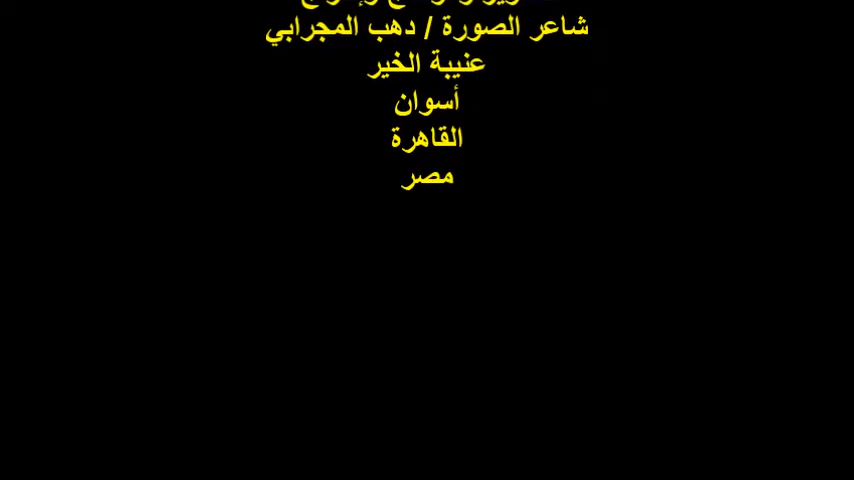 شاعر الصورة / دهب المجرابي
عنيبة الخير
أسوان
القاهرة
مصر